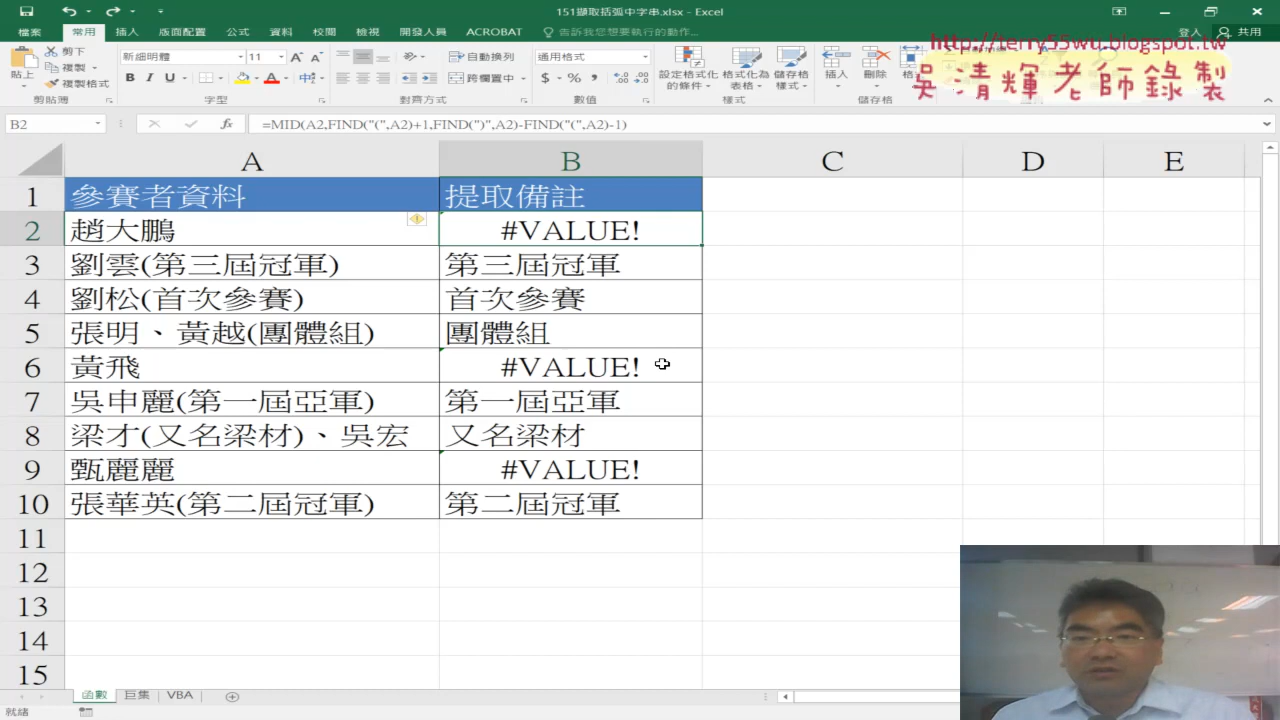 151擷取括弧中字串.xlsx - Excel
檔案 常用 插入 版面配置 公式 資料 校閱 檢視 開發人員 ACROBAT 告訴我您想要執行的動作... 登入 共用
http://terry55wu.blogspot.tw
吳清輝老師錄製
貼上 剪下 複製 複製格式 新細明體 11 自動換列 跨欄置中 通用格式 設定格式化的條件 格式化為表格 儲存格樣式 插入 刪除
剪貼簿 字型 對齊方式 數值 樣式 儲存格
B2 =MID(A2,FIND("(",A2)+1,FIND(")",A2)-FIND("(",A2)-1)
A B C D E
1 參賽者資料 提取備註
2 趙大鵬 #VALUE!
3 劉雲(第三屆冠軍) 第三屆冠軍
4 劉松(首次參賽) 首次參賽
5 張明、黃越(團體組) 團體組
6 黃飛 #VALUE!
7 吳申麗(第一屆亞軍) 第一屆亞軍
8 梁才(又名梁材)、吳宏 又名梁材
9 甄麗麗 #VALUE!
10 張華英(第二屆冠軍) 第二屆冠軍
11
12
13
14
15
函數 巨集 VBA
就緒